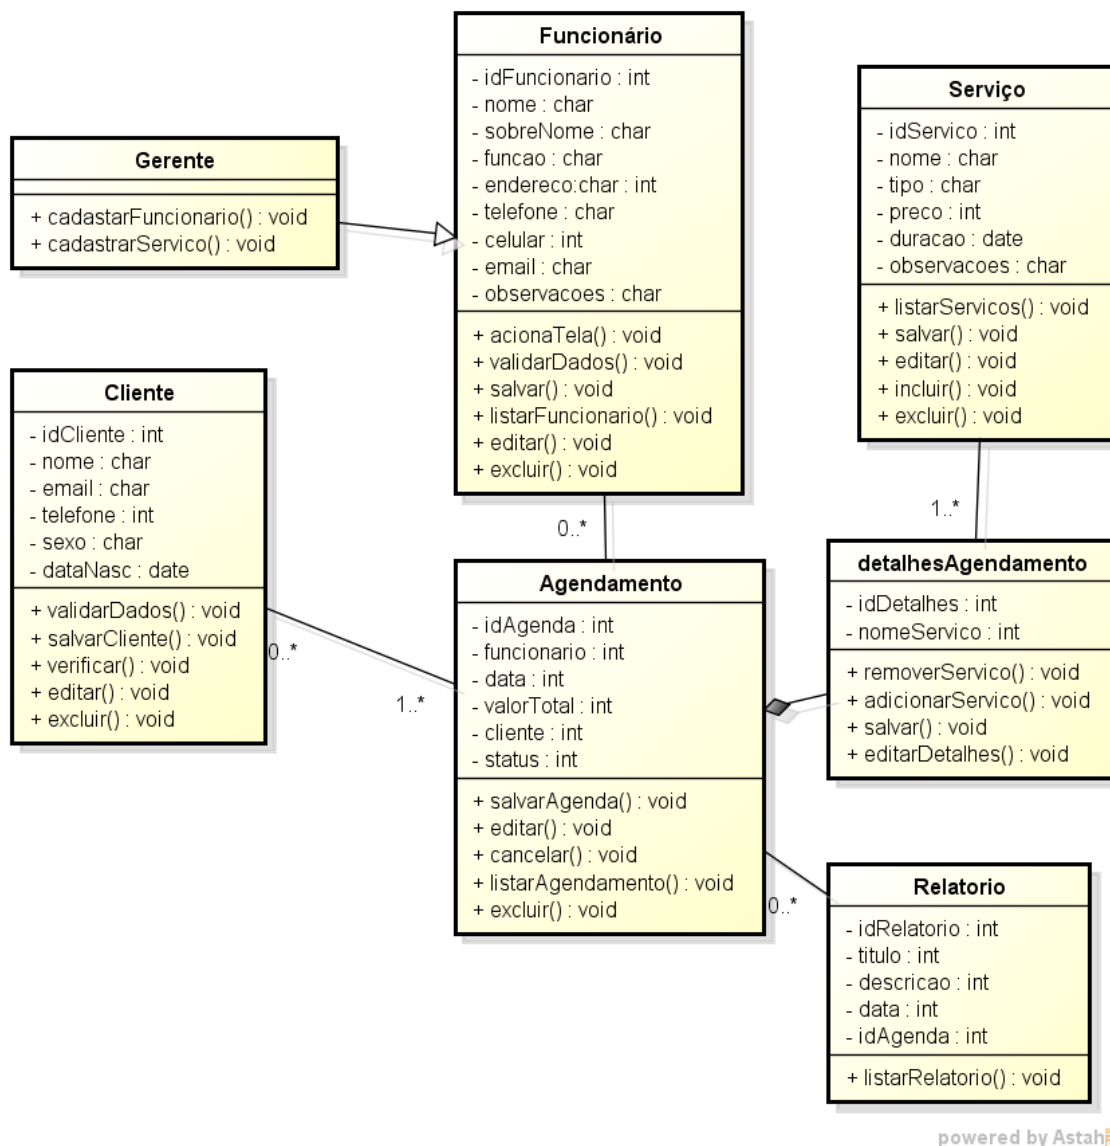 Funcionário
- idFuncionario : int
- nome : char
- sobreNome : char
- funcao : char
- endereco:char : int
- telefone : char
- celular : int
- email : char
- observacoes : char
+ acionaTela() : void
+ validarDados() : void
+ salvar() : void
+ listarFuncionario() : void
+ editar() : void
+ excluir() : void
0..*
Serviço
- idServico : int
- nome : char
- tipo : char
- preco : int
- duracao : date
- observacoes : char
+ listarServicos() : void
+ salvar() : void
+ editar() : void
+ incluir() : void
+ excluir() : void
1..*
Gerente
+ cadastarFuncionario() : void
+ cadastrarServico() : void
Cliente
- idCliente : int
- nome : char
- email : char
- telefone : int
- sexo : char
- dataNasc : date
+ validarDados() : void
+ salvarCliente() : void
+ verificar() : void
+ editar() : void
+ excluir() : void
0..*
1..*
Agendamento
- idAgenda : int
- funcionário : int
- data : int
- valorTotal : int
- cliente : int
- status : int
+ salvarAgenda() : void
+ editar() : void
+ cancelar() : void
+ listarAgendamento() : void
+ excluir() : void
0..*
detalhesAgendamento
- idDetalhes : int
- nomeServico : int
+ removerServico() : void
+ adicionarServico() : void
+ salvar() : void
+ editarDetalhes() : void
Relatorio
- idRelatorio : int
- titulo : int
- descricao : int
- data : int
- idAgenda : int
+ listarRelatorio() : void
powered by Astah